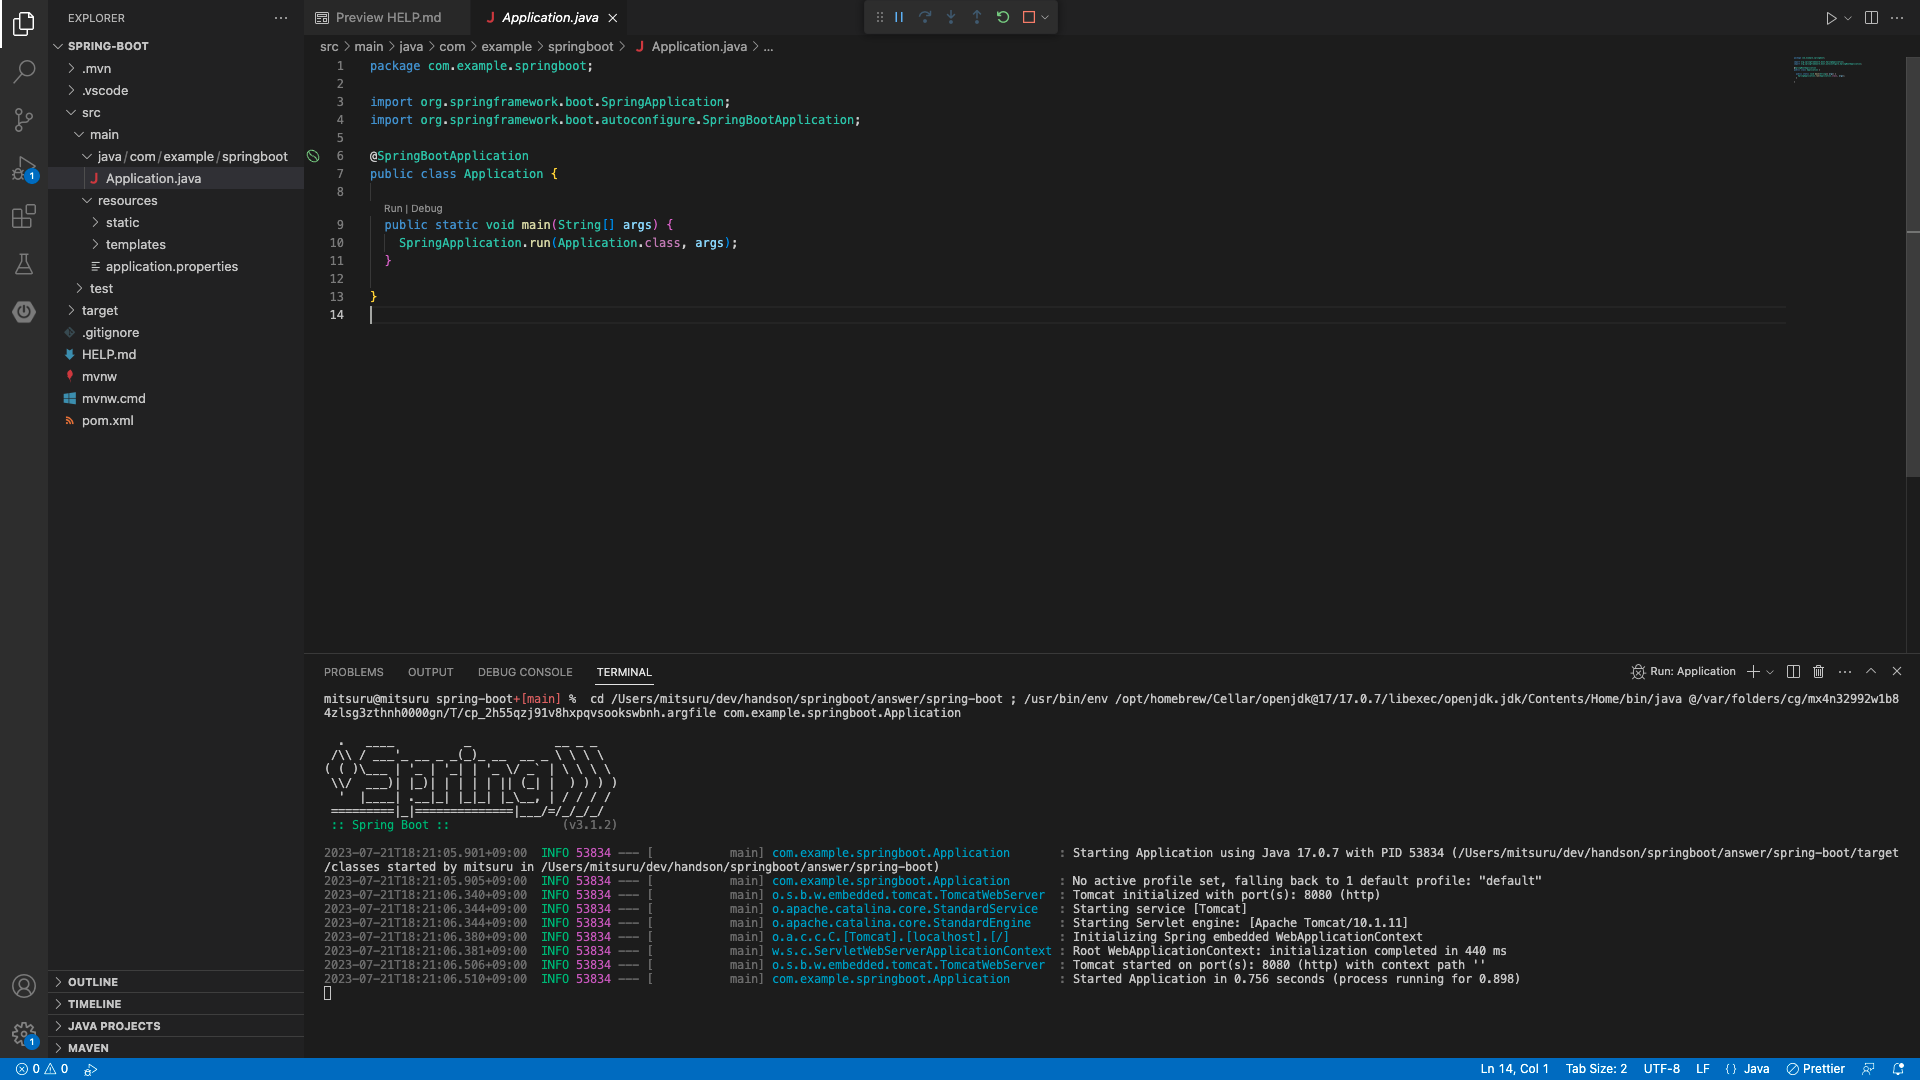 EXPLORER
SPRING-BOOT
.mvn
.vscode
src
main
java/com/example/springboot
Application.java
resources
static
templates
application.properties
test
target
.gitignore
HELP.md
mvnw
mvnw.cmd
pom.xml
OUTLINE
TIMELINE
JAVA PROJECTS
MAVEN
1
1
Preview HELP.md
Application.java
src > main > java > com > example > springboot > Application.java > ...
1 package com.example.springboot;
2
3 import org.springframework.boot.SpringApplication;
4 import org.springframework.boot.autoconfigure.SpringBootApplication;
5
6 @SpringBootApplication
7 public class Application {
8
Run | Debug
9 public static void main(String[] args) {
10 SpringApplication.run(Application.class, args);
11 }
12
13 }
14
PROBLEMS OUTPUT DEBUG CONSOLE TERMINAL
Run: Application
mitsuru@mitsuru spring-boot+[main] %  cd /Users/mitsuru/dev/handson/springboot/answer/spring-boot ; /usr/bin/env /opt/homebrew/Cellar/openjdk@17/17.0.7/libexec/openjdk.jdk/Contents/Home/bin/java @/var/folders/cg/mx4n32992w1b8
4zlsg3zthnh0000gn/T/cp_2h55qzj91v8hxpqvsookswbnh.argfile com.example.springboot.Application
  .   ____          _            __ _ _
 /\\ / ___'_ __ _ _(_)_ __  __ _ \ \ \ \
( ( )\___ | '_ | '_| | '_ \/ _` | \ \ \ \
 \\/  ___)| |_)| | | | | || (_| |  ) ) ) )
  '  |____| .__|_| |_|_| |_\__, | / / / /
 =========|_|==============|___/=/_/_/_/
 :: Spring Boot ::                (v3.1.2)
2023-07-21T18:21:05.901+09:00  INFO 53834 --- [           main] com.example.springboot.Application       : Starting Application using Java 17.0.7 with PID 53834 (/Users/mitsuru/dev/handson/springboot/answer/spring-boot/target
/classes started by mitsuru in /Users/mitsuru/dev/handson/springboot/answer/spring-boot)
2023-07-21T18:21:05.905+09:00  INFO 53834 --- [           main] com.example.springboot.Application       : No active profile set, falling back to 1 default profile: "default"
2023-07-21T18:21:06.340+09:00  INFO 53834 --- [           main] o.s.b.w.embedded.tomcat.TomcatWebServer  : Tomcat initialized with port(s): 8080 (http)
2023-07-21T18:21:06.344+09:00  INFO 53834 --- [           main] o.apache.catalina.core.StandardService   : Starting service [Tomcat]
2023-07-21T18:21:06.344+09:00  INFO 53834 --- [           main] o.apache.catalina.core.StandardEngine    : Starting Servlet engine: [Apache Tomcat/10.1.11]
2023-07-21T18:21:06.380+09:00  INFO 53834 --- [           main] o.a.c.c.C.[Tomcat].[localhost].[/]       : Initializing Spring embedded WebApplicationContext
2023-07-21T18:21:06.381+09:00  INFO 53834 --- [           main] w.s.c.ServletWebServerApplicationContext : Root WebApplicationContext: initialization completed in 440 ms
2023-07-21T18:21:06.506+09:00  INFO 53834 --- [           main] o.s.b.w.embedded.tomcat.TomcatWebServer  : Tomcat started on port(s): 8080 (http) with context path ''
2023-07-21T18:21:06.510+09:00  INFO 53834 --- [           main] com.example.springboot.Application       : Started Application in 0.756 seconds (process running for 0.898)
0 0
Ln 14, Col 1 Tab Size: 2 UTF-8 LF {} Java Prettier